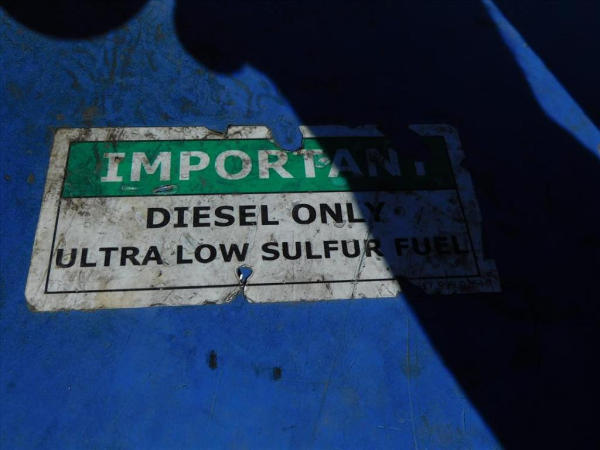 IMPORTANT
DIESEL ONLY
ULTRA LOW SULFUR FUEL